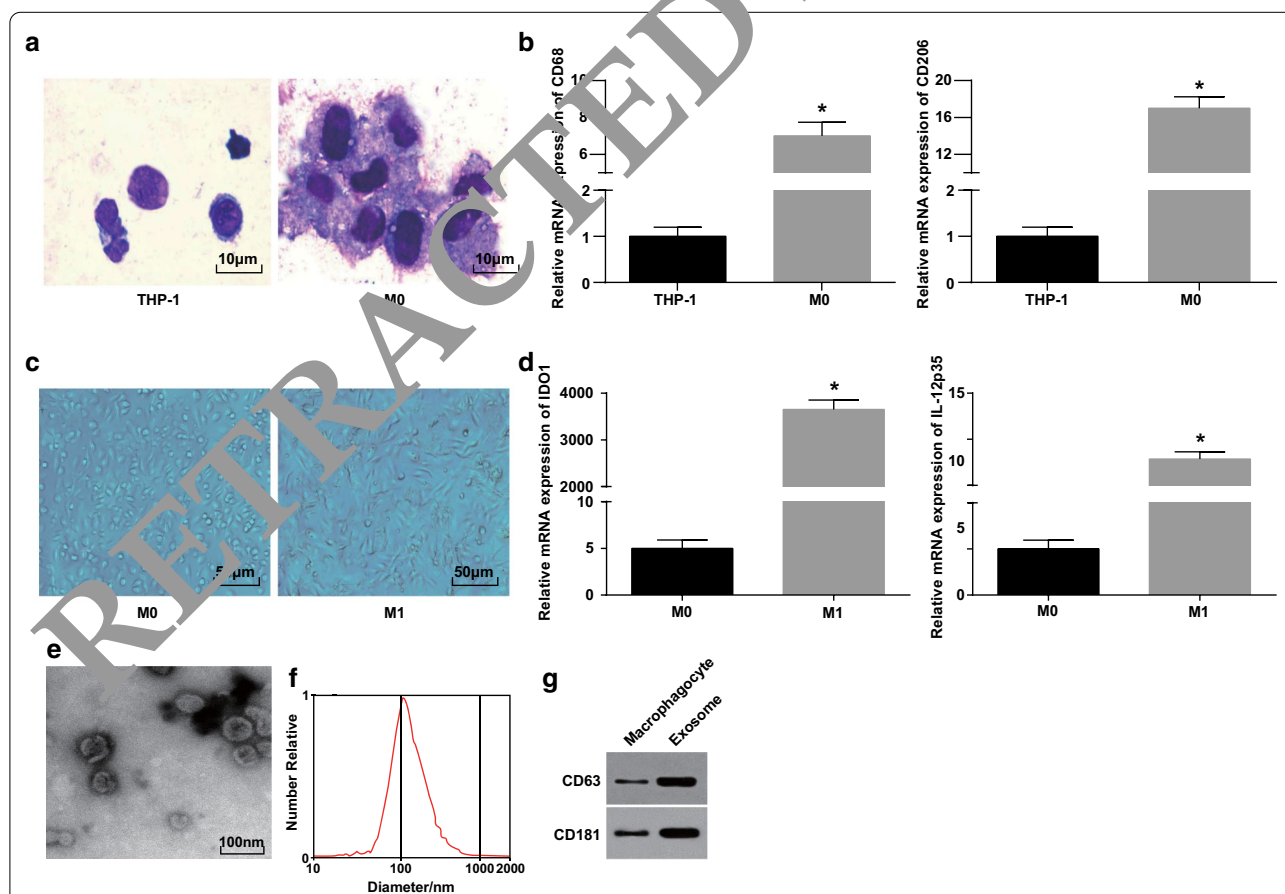 RETRACTED
a
10μm
10μm
THP-1
M0
b
Relative mRNA expression of CD68
10
8
6
4
2
1
0
*
THP-1
M0
Relative mRNA expression of CD206
20
16
12
2
1
0
*
THP-1
M0
c
50μm
50μm
M0
M1
d
Relative mRNA expression of IDO1
4000
3000
2000
10
5
0
*
M0
M1
Relative mRNA expression of IL-12p35
15
10
5
0
*
M0
M1
e
100nm
f
Number Relative
1
0
10
100
1000 2000
Diameter/nm
g
Macrophagocyte
Exosome
CD63
CD181